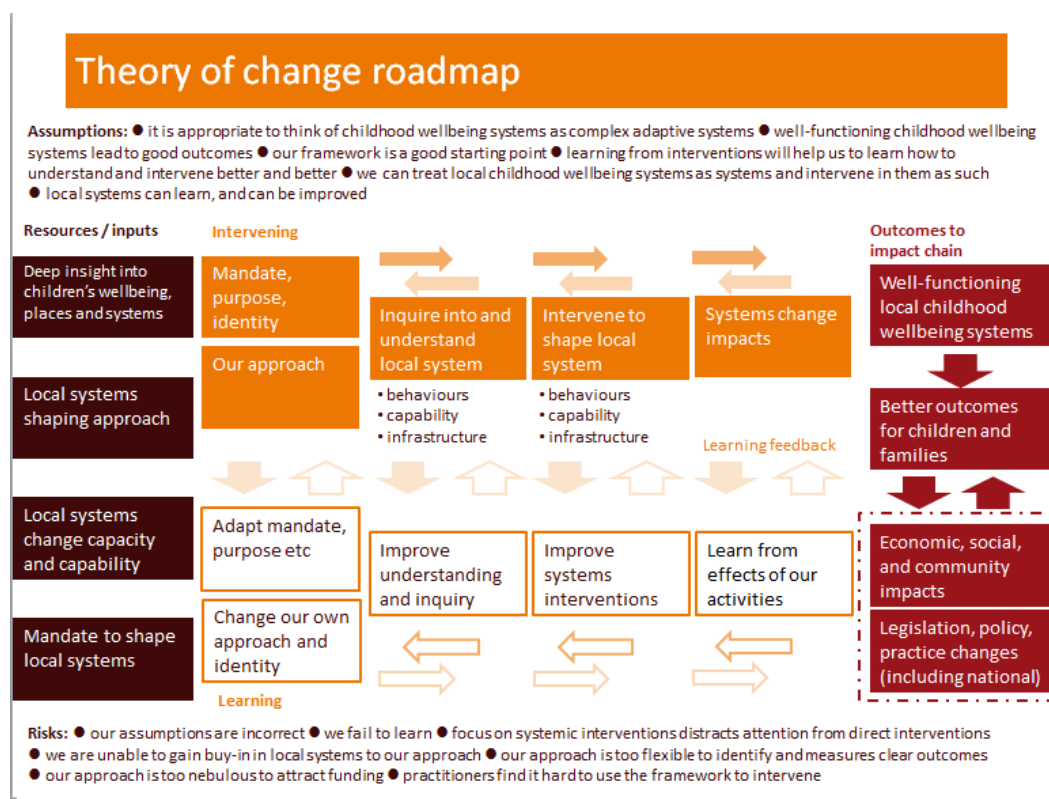 Theory of change roadmap
Assumptions: ● it is appropriate to think of childhood wellbeing systems as complex adaptive systems ● well-functioning childhood wellbeing
systems lead to good outcomes ● our framework is a good starting point ● learning from interventions will help us to learn how to
understand and intervene better and better ● we can treat local childhood wellbeing systems as systems and intervene in them as such
● local systems can learn, and can be improved
Resources / inputs
Deep insight into
children's wellbeing,
places and systems
Local systems
shaping approach
Local systems
change capacity
and capability
Mandate to shape
local systems
Intervening
Mandate,
purpose,
identity
Our approach
Inquire into and
understand
local system
• behaviours
• capability
• infrastructure
Intervene to
shape local
system
• behaviours
• capability
• infrastructure
Systems change
impacts
Learning feedback
Adapt mandate,
purpose etc
Change our own
approach and
identity
Learning
Improve
understanding
and inquiry
Improve
systems
interventions
Learn from
effects of our
activities
Outcomes to
impact chain
Well-functioning
local childhood
wellbeing systems
Better outcomes
for children and
families
Economic, social,
and community
impacts
Legislation, policy,
practice changes
(including national)
Risks: ● our assumptions are incorrect ● we fail to learn ● focus on systemic interventions distracts attention from direct interventions
● we are unable to gain buy-in in local systems to our approach ● our approach is too flexible to identify and measures clear outcomes
● our approach is too nebulous to attract funding ● practitioners find it hard to use the framework to intervene